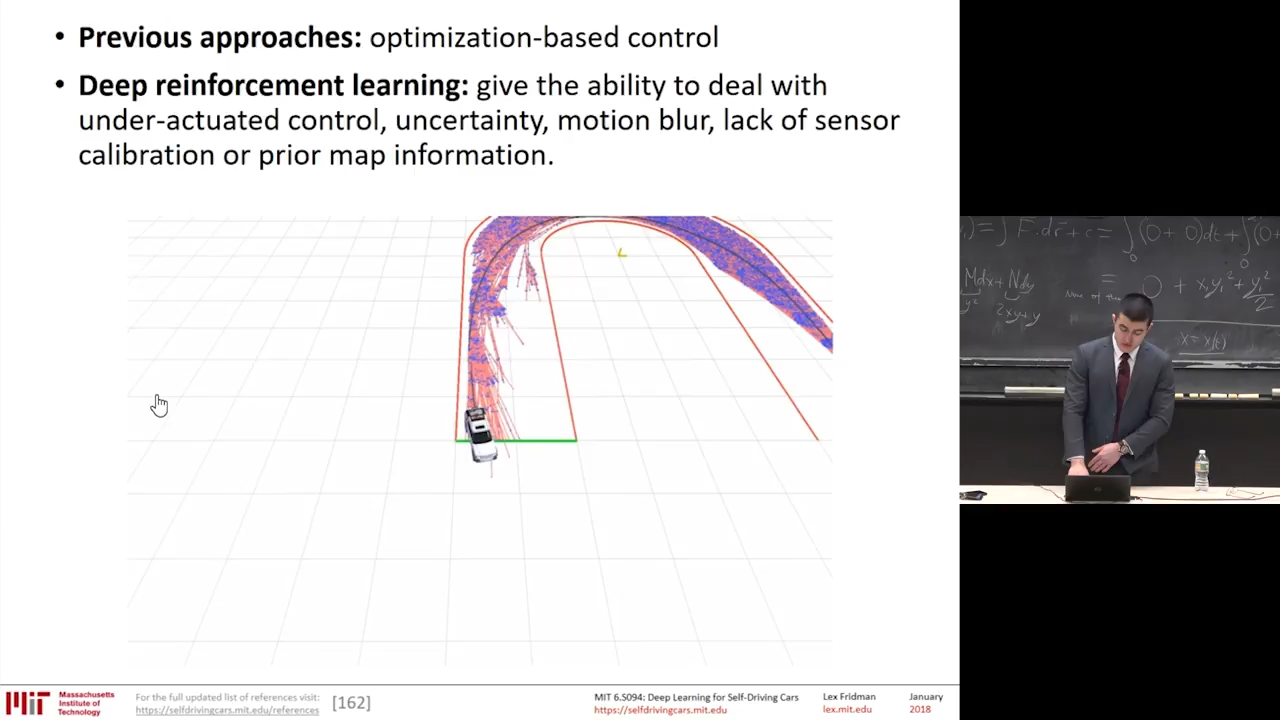 • Previous approaches: optimization-based control
• Deep reinforcement learning: give the ability to deal with
under-actuated control, uncertainty, motion blur, lack of sensor
calibration or prior map information.
Massachusetts
Institute of
Technology
For the full updated list of references visit:
https://selfdrivingcars.mit.edu/references
[162]
MIT 6.S094: Deep Learning for Self-Driving Cars
https://selfdrivingcars.mit.edu
Lex Fridman
lex.mit.edu
January
2018
Mdx + Ndy
x = x(t)